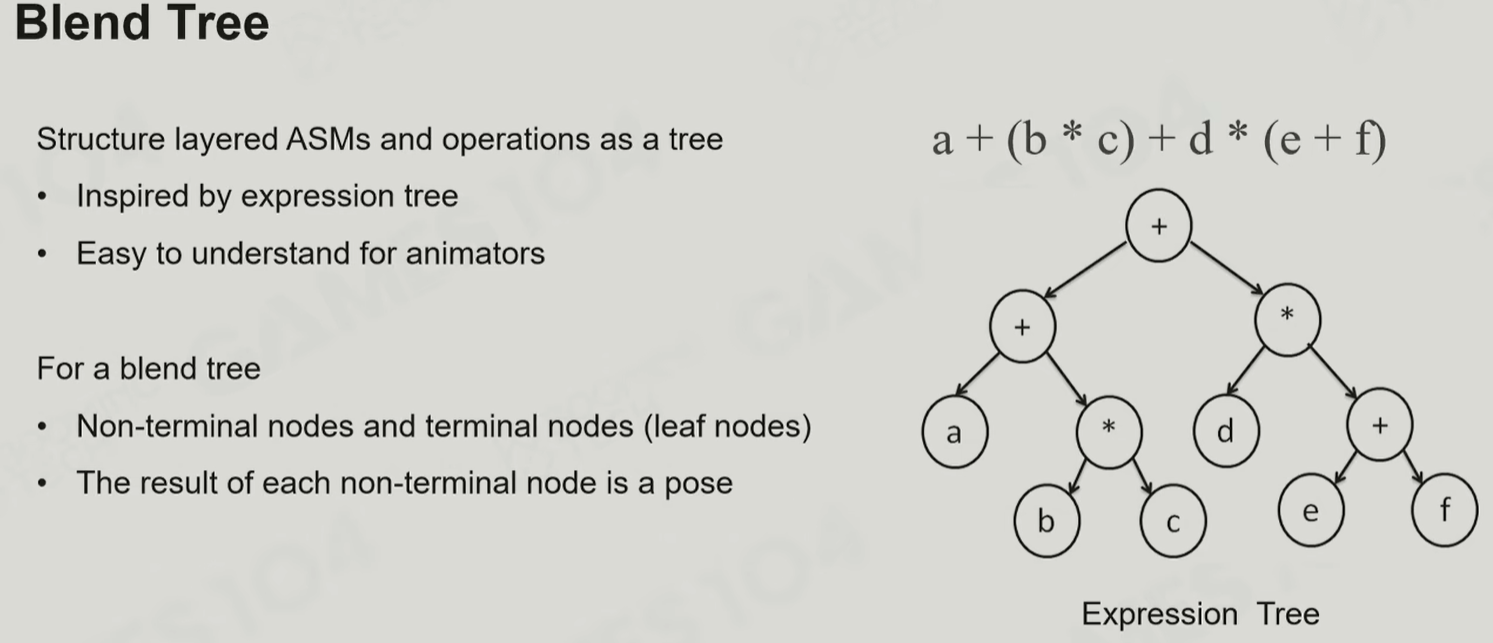 Blend Tree
Structure layered ASMs and operations as a tree
• Inspired by expression tree
• Easy to understand for animators
For a blend tree
• Non-terminal nodes and terminal nodes (leaf nodes)
• The result of each non-terminal node is a pose
a + (b * c) + d * (e + f)
+
+
*
a
*
d
+
b
c
e
f
Expression Tree